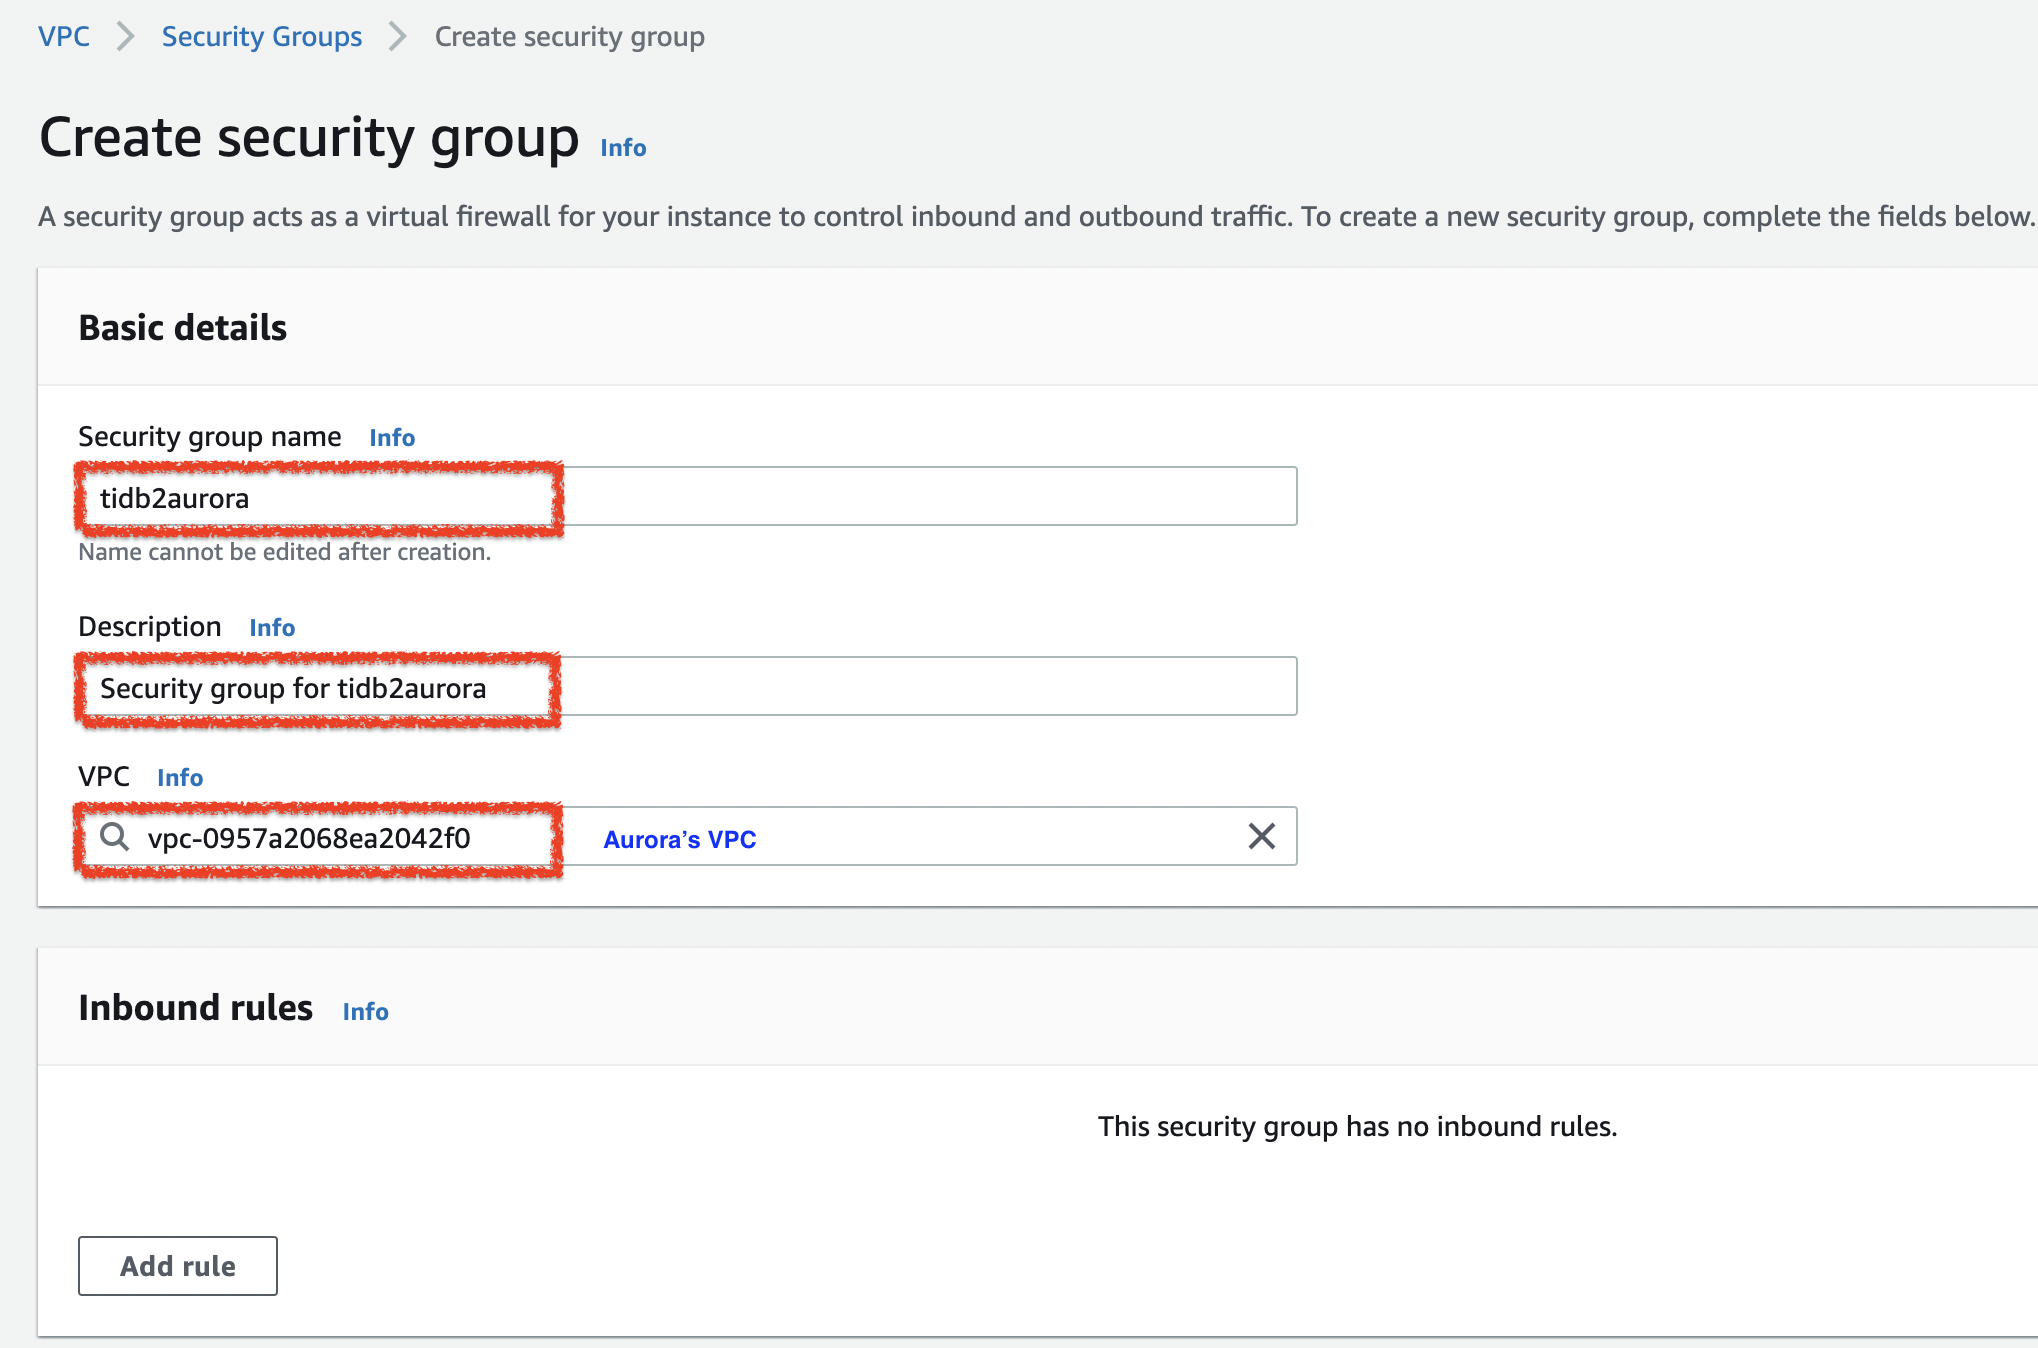 VPC > Security Groups > Create security group
Create security group Info
A security group acts as a virtual firewall for your instance to control inbound and outbound traffic. To create a new security group, complete the fields below.
Basic details
Security group name Info
tidb2aurora
Name cannot be edited after creation.
Description Info
Security group for tidb2aurora
VPC Info
vpc-0957a2068ea2042f0 Aurora’s VPC
Inbound rules Info
This security group has no inbound rules.
Add rule